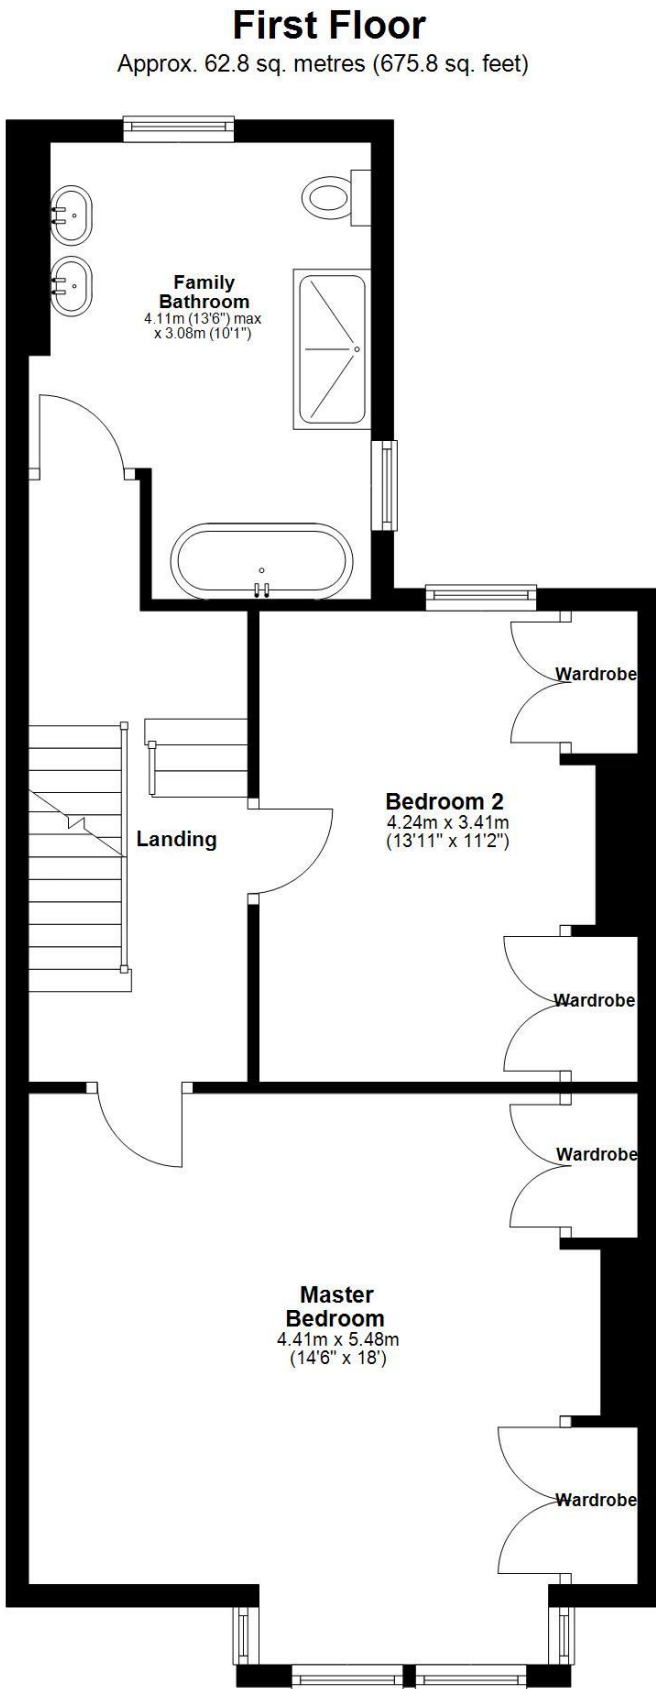 First Floor
Approx. 62.8 sq. metres (675.8 sq. feet)
Family
Bathroom
4.11m (13'6") max
x 3.08m (10'1")
Wardrobe
Bedroom 2
4.24m x 3.41m
(13'11" x 11'2")
Landing
Wardrobe
Wardrobe
Master
Bedroom
4.41m x 5.48m
(14'6" x 18')
Wardrobe